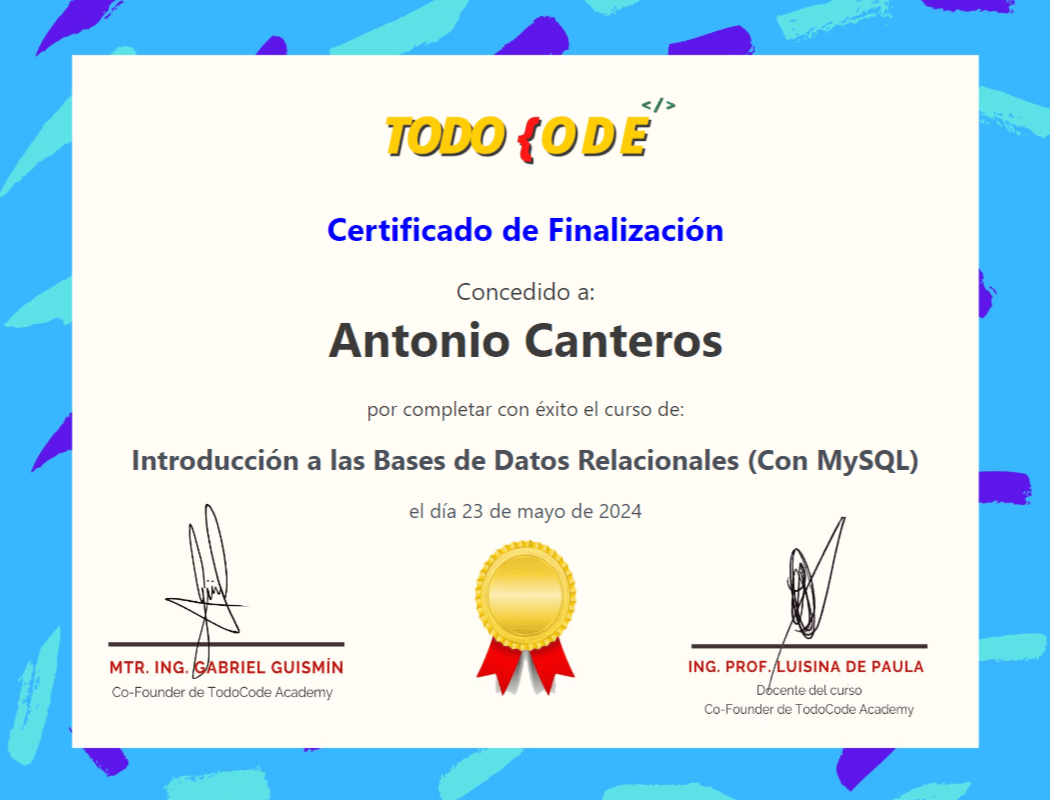 </>
TODO {ODE
Certificado de Finalización
Concedido a:
Antonio Canteros
por completar con éxito el curso de:
Introducción a las Bases de Datos Relacionales (Con MySQL)
el día 23 de mayo de 2024
MTR. ING. GABRIEL GUISMÍN
Co-Founder de TodoCode Academy
ING. PROF. LUISINA DE PAULA
Docente del curso
Co-Founder de TodoCode Academy